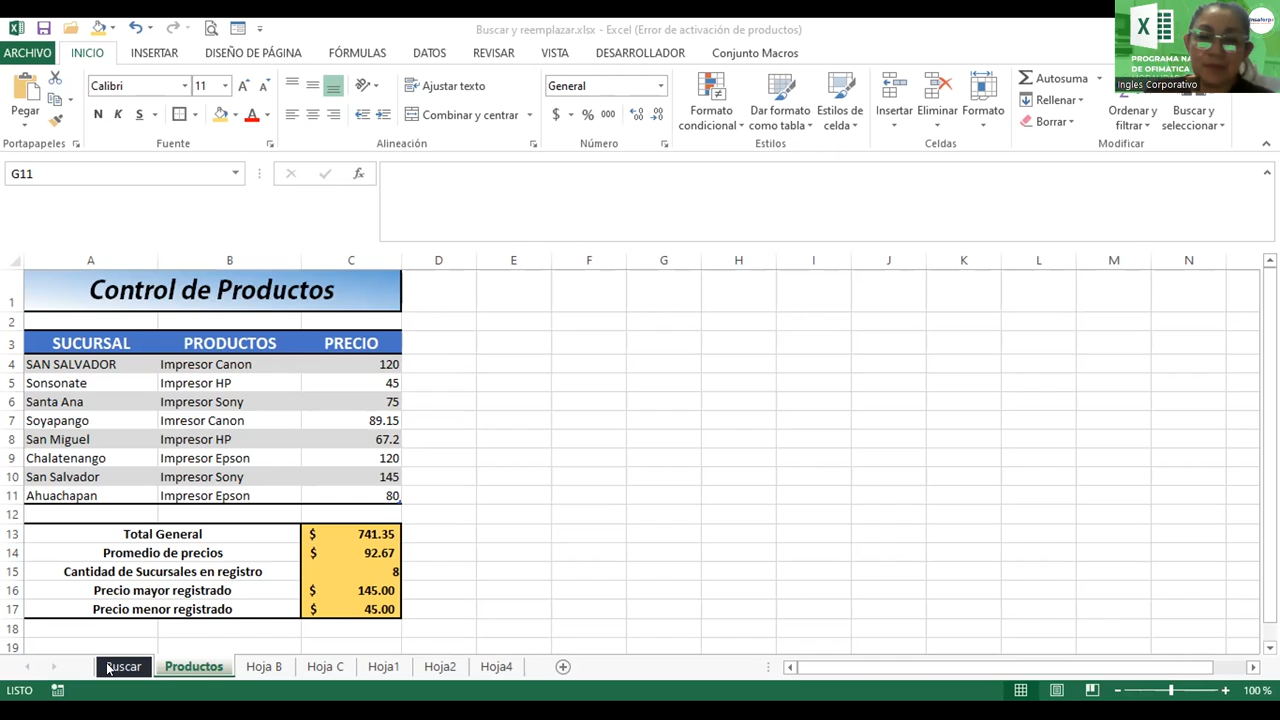 Buscar y reemplazar.xlsx - Excel (Error de activación de productos)
ARCHIVO INICIO INSERTAR DISEÑO DE PÁGINA FÓRMULAS DATOS REVISAR VISTA DESARROLLADOR Conjunto Macros
PROGRAMA NA
DE OFIMÁTICA
Ingles Corporativo
Pegar
Calibri 11
N K S
Ajustar texto
Combinar y centrar
General
$ % 000
Formato condicional
Dar formato como tabla
Estilos de celda
Insertar Eliminar Formato
Autosuma
Rellenar
Borrar
Ordenar y filtrar
Buscar y seleccionar
Portapapeles Fuente Alineación Número Estilos Celdas Modificar
G11 fx
A B C D E F G H I J K L M N
1 Control de Productos
2
3 SUCURSAL PRODUCTOS PRECIO
4 SAN SALVADOR Impresor Canon 120
5 Sonsonate Impresor HP 45
6 Santa Ana Impresor Sony 75
7 Soyapango Imresor Canon 89.15
8 San Miguel Impresor HP 67.2
9 Chalatenango Impresor Epson 120
10 San Salvador Impresor Sony 145
11 Ahuachapan Impresor Epson 80
12
13 Total General $ 741.35
14 Promedio de precios $ 92.67
15 Cantidad de Sucursales en registro 8
16 Precio mayor registrado $ 145.00
17 Precio menor registrado $ 45.00
18
19
Buscar Productos Hoja B Hoja C Hoja1 Hoja2 Hoja4
LISTO 100 %